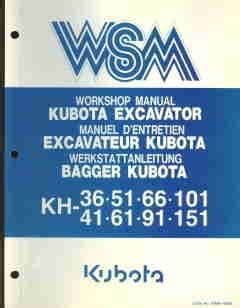 WSM
WORKSHOP MANUAL
KUBOTA EXCAVATOR
MANUEL D'ENTRETIEN
EXCAVATEUR KUBOTA
WERKSTATTANLEITUNG
BAGGER KUBOTA
KH-36·51·66·101
41·61·91·151
Kubota